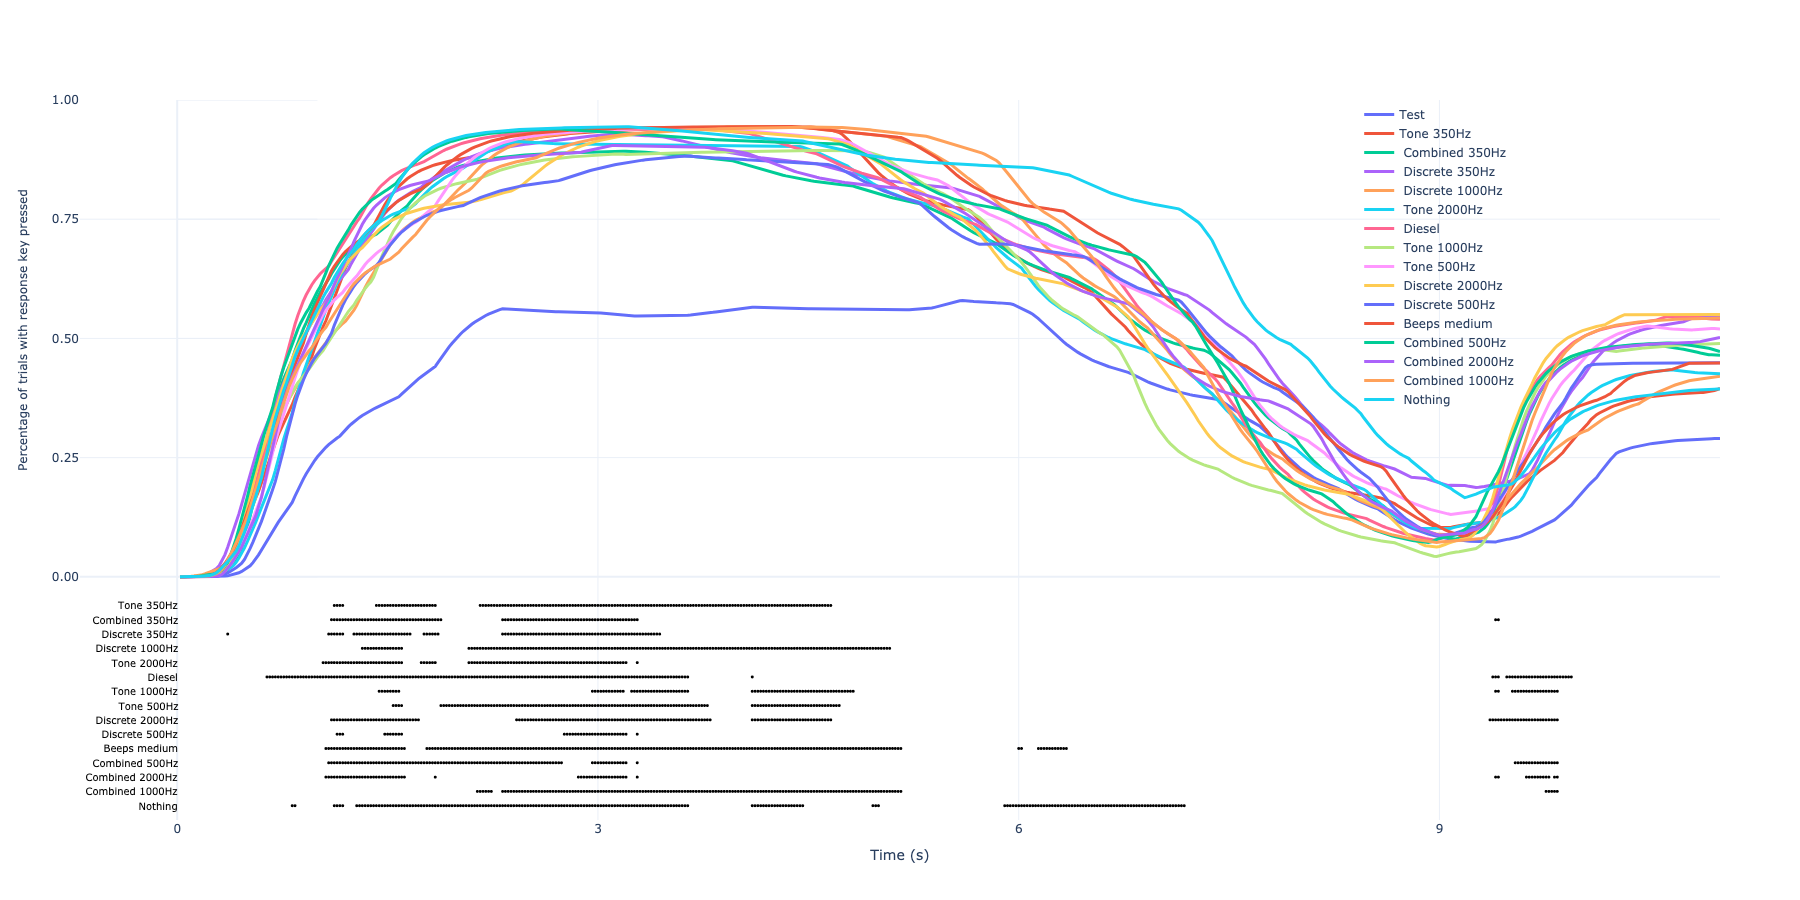 1.00
0.75
0.50
0.25
0.00
Percentage of trials with response key pressed
Test
Tone 350Hz
Combined 350Hz
Discrete 350Hz
Discrete 1000Hz
Tone 2000Hz
Diesel
Tone 1000Hz
Tone 500Hz
Discrete 2000Hz
Discrete 500Hz
Beeps medium
Combined 500Hz
Combined 2000Hz
Combined 1000Hz
Nothing
Tone 350Hz
Combined 350Hz
Discrete 350Hz
Discrete 1000Hz
Tone 2000Hz
Diesel
Tone 1000Hz
Tone 500Hz
Discrete 2000Hz
Discrete 500Hz
Beeps medium
Combined 500Hz
Combined 2000Hz
Combined 1000Hz
Nothing
0 3 6 9
Time (s)